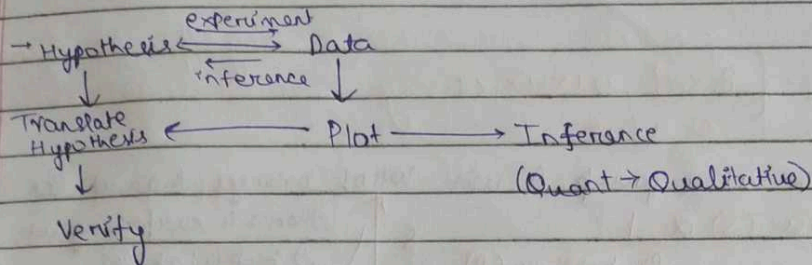 experiment
→ Hypothesis ⟷ Data
inference
Translate
Hypothesis ← Plot → Inference
(Quant → Qualitative)
Verify